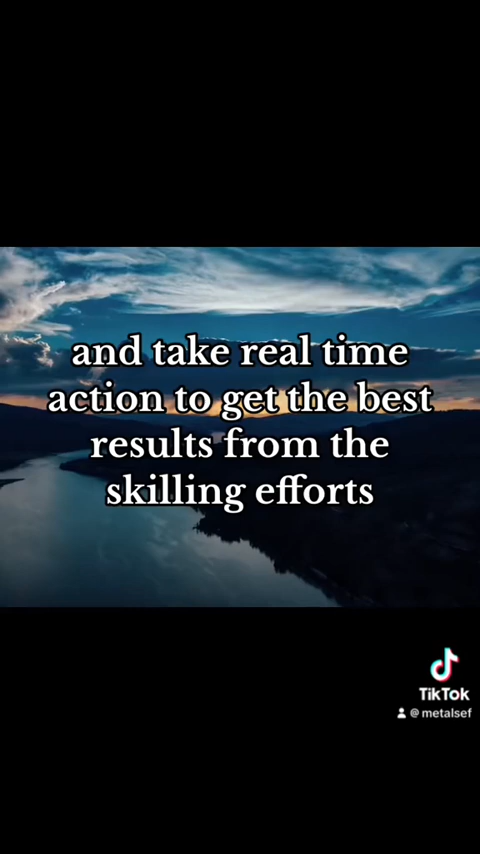 and take real time
action to get the best
results from the
skilling efforts
TikTok
@ metalsef